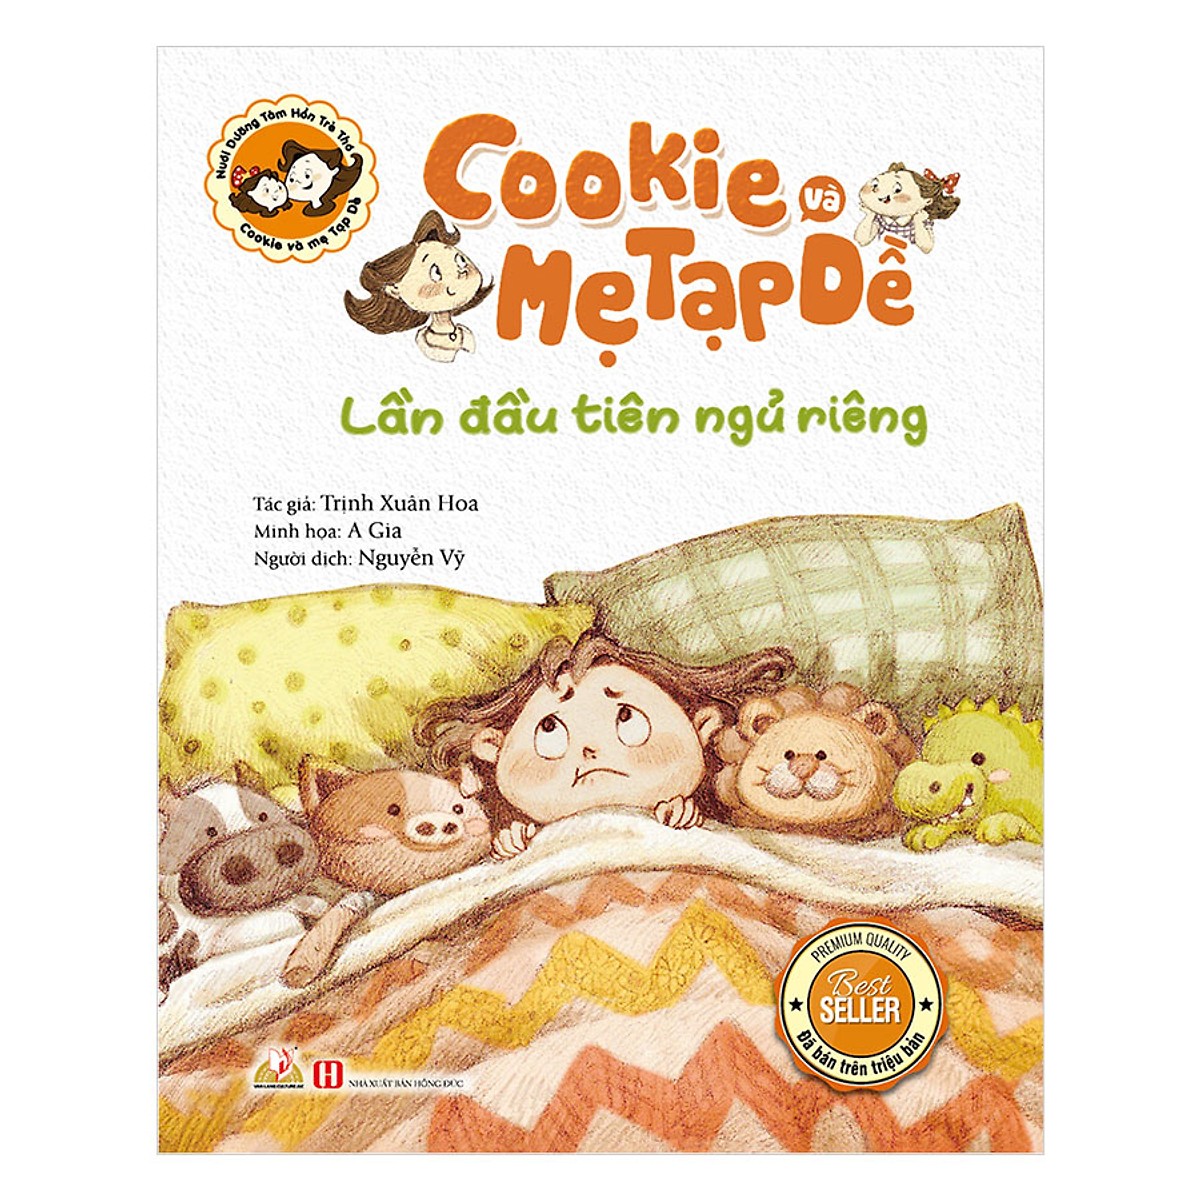 Nuôi Dưỡng Tâm Hồn Trẻ Thơ
Cookie và mẹ Tạp Dề
Cookie và
Mẹ Tạp Dề
Lần đầu tiên ngủ riêng
Tác giả: Trịnh Xuân Hoa
Minh họa: A Gia
Người dịch: Nguyễn Vỹ
PREMIUM QUALITY
Best
SELLER
Đã bán trên triệu bản
H
NHÀ XUẤT BẢN HỒNG ĐỨC